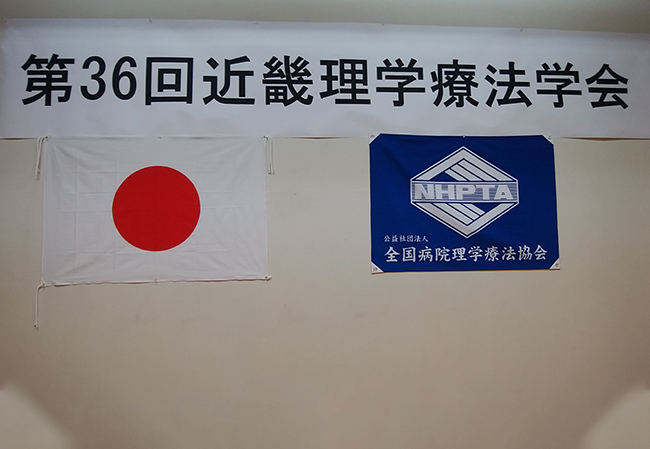 第36回近畿理学療法学会
NHPTA
公益社団法人
全国病院理学療法協会